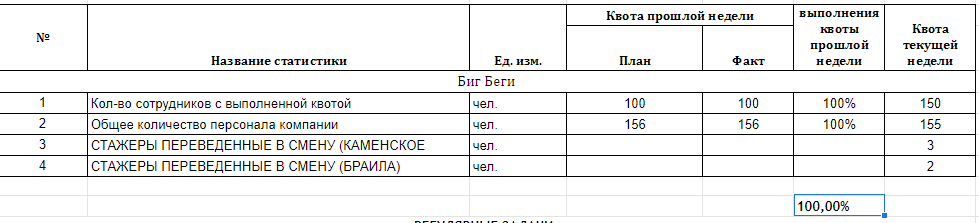 № Название статистики Ед. изм. Квота прошлой недели выполнения квоты прошлой недели Квота текущей недели
План Факт
Биг Беги
1 Кол-во сотрудников с выполненной квотой чел. 100 100 100% 150
2 Общее количество персонала компании чел. 156 156 100% 155
3 СТАЖЕРЫ ПЕРЕВЕДЕННЫЕ В СМЕНУ (КАМЕНСКОЕ чел. 3
4 СТАЖЕРЫ ПЕРЕВЕДЕННЫЕ В СМЕНУ (БРАИЛА) чел. 2
100,00%